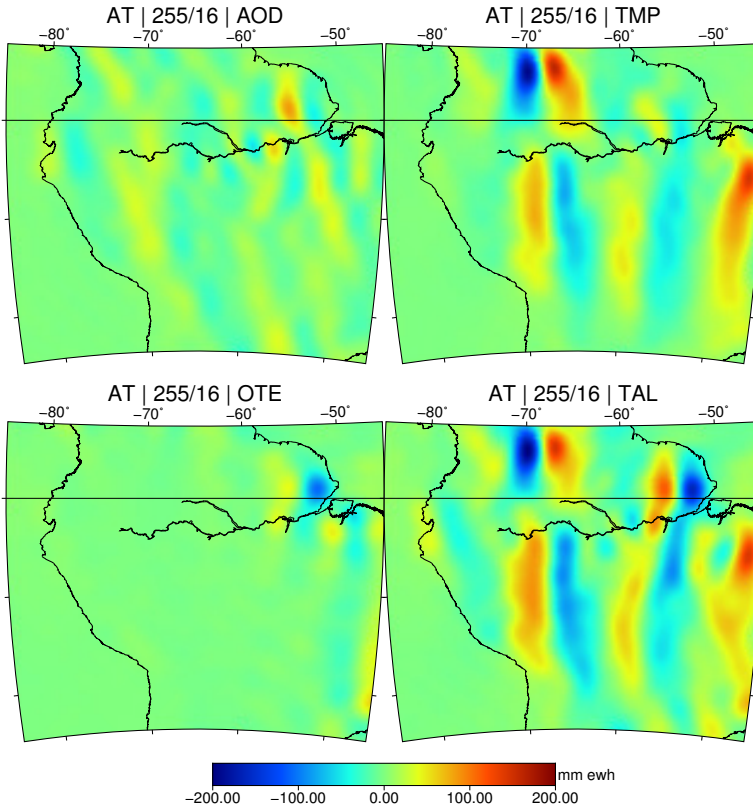 AT | 255/16 | AOD
AT | 255/16 | TMP
−80˚ −70˚ −60˚ −50˚
−80˚ −70˚ −60˚ −50˚
AT | 255/16 | OTE
AT | 255/16 | TAL
−80˚ −70˚ −60˚ −50˚
−80˚ −70˚ −60˚ −50˚
mm ewh
−200.00 −100.00 0.00 100.00 200.00